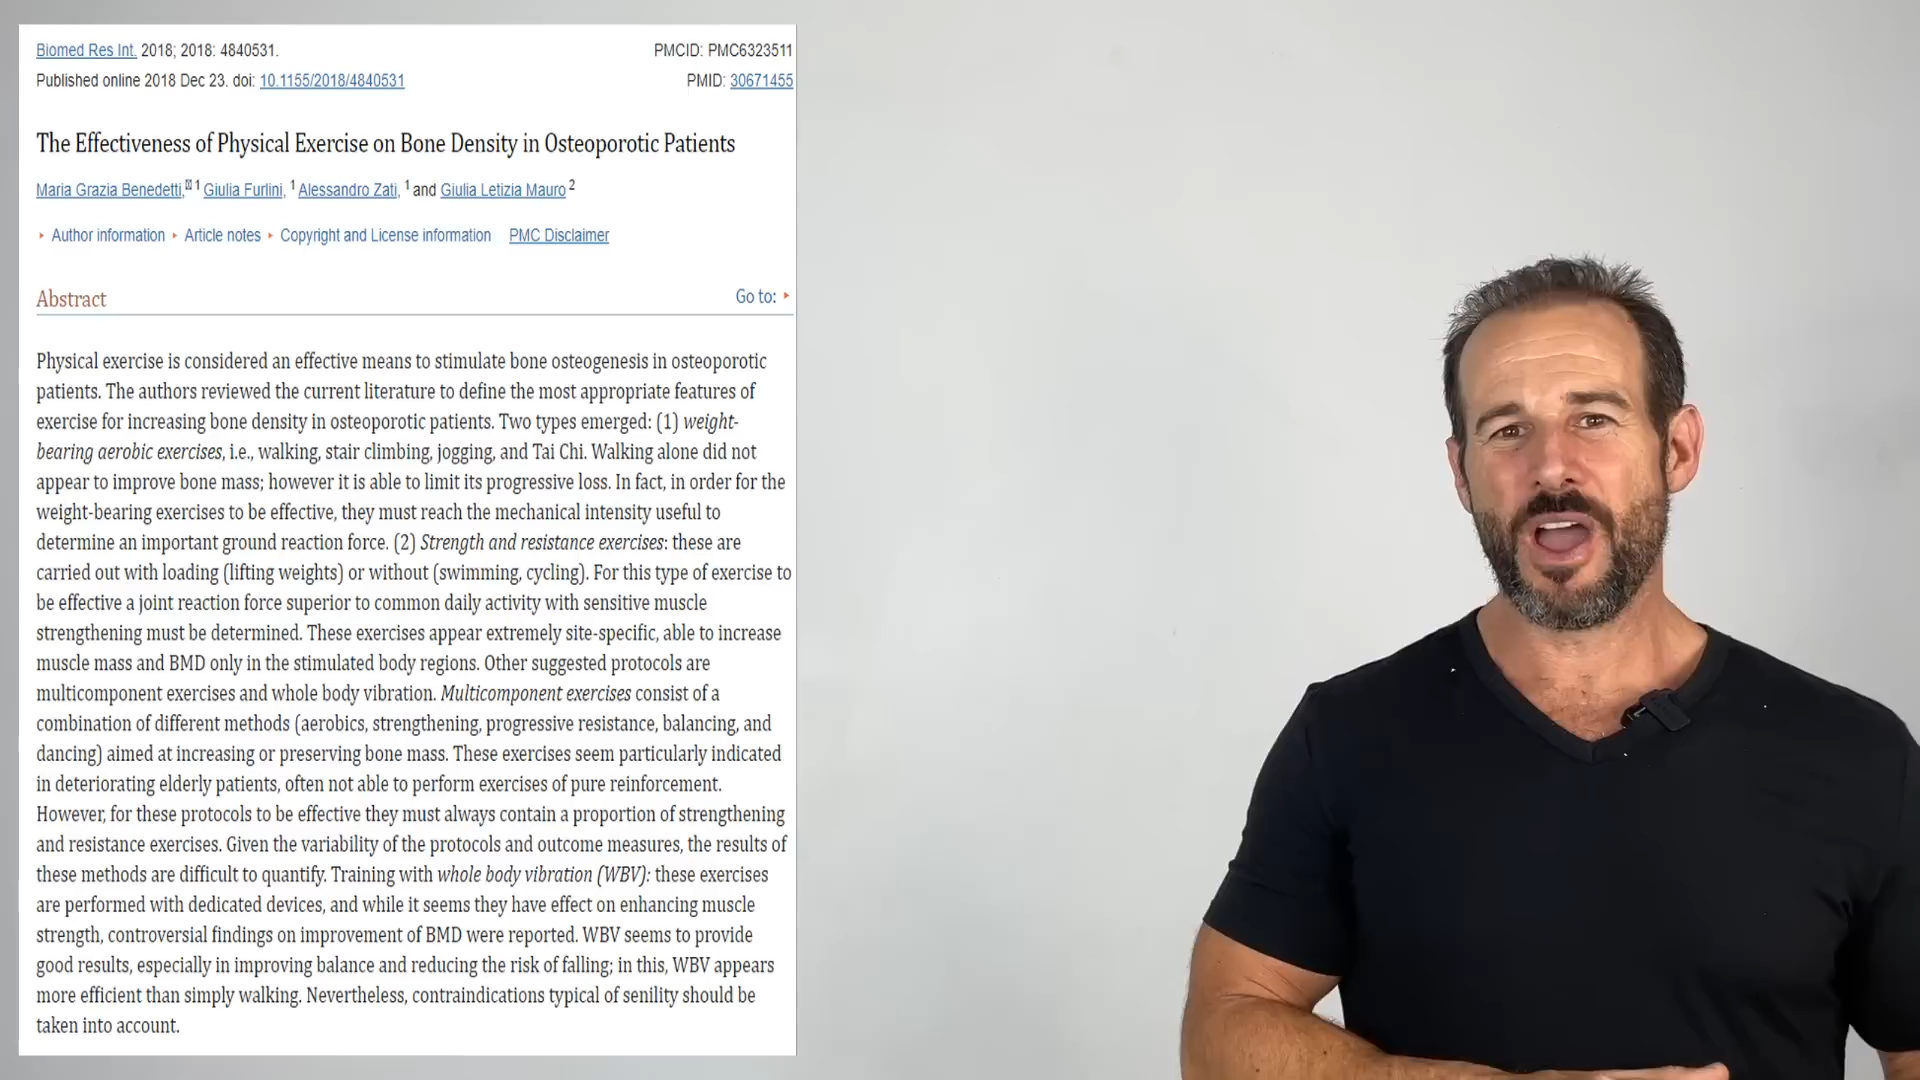 Biomed Res Int. 2018; 2018: 4840531. PMCID: PMC6323511
Published online 2018 Dec 23. doi: 10.1155/2018/4840531 PMID: 30671455
The Effectiveness of Physical Exercise on Bone Density in Osteoporotic Patients
Maria Grazia Benedetti, 1 Giulia Furlini, 1 Alessandro Zati, 1 and Giulia Letizia Mauro 2
Author information Article notes Copyright and License information PMC Disclaimer
Abstract Go to:
Physical exercise is considered an effective means to stimulate bone osteogenesis in osteoporotic
patients. The authors reviewed the current literature to define the most appropriate features of
exercise for increasing bone density in osteoporotic patients. Two types emerged: (1) weight-
bearing aerobic exercises, i.e., walking, stair climbing, jogging, and Tai Chi. Walking alone did not
appear to improve bone mass; however it is able to limit its progressive loss. In fact, in order for the
weight-bearing exercises to be effective, they must reach the mechanical intensity useful to
determine an important ground reaction force. (2) Strength and resistance exercises: these are
carried out with loading (lifting weights) or without (swimming, cycling). For this type of exercise to
be effective a joint reaction force superior to common daily activity with sensitive muscle
strengthening must be determined. These exercises appear extremely site-specific, able to increase
muscle mass and BMD only in the stimulated body regions. Other suggested protocols are
multicomponent exercises and whole body vibration. Multicomponent exercises consist of a
combination of different methods (aerobics, strengthening, progressive resistance, balancing, and
dancing) aimed at increasing or preserving bone mass. These exercises seem particularly indicated
in deteriorating elderly patients, often not able to perform exercises of pure reinforcement.
However, for these protocols to be effective they must always contain a proportion of strengthening
and resistance exercises. Given the variability of the protocols and outcome measures, the results of
these methods are difficult to quantify. Training with whole body vibration (WBV): these exercises
are performed with dedicated devices, and while it seems they have effect on enhancing muscle
strength, controversial findings on improvement of BMD were reported. WBV seems to provide
good results, especially in improving balance and reducing the risk of falling; in this, WBV appears
more efficient than simply walking. Nevertheless, contraindications typical of senility should be
taken into account.